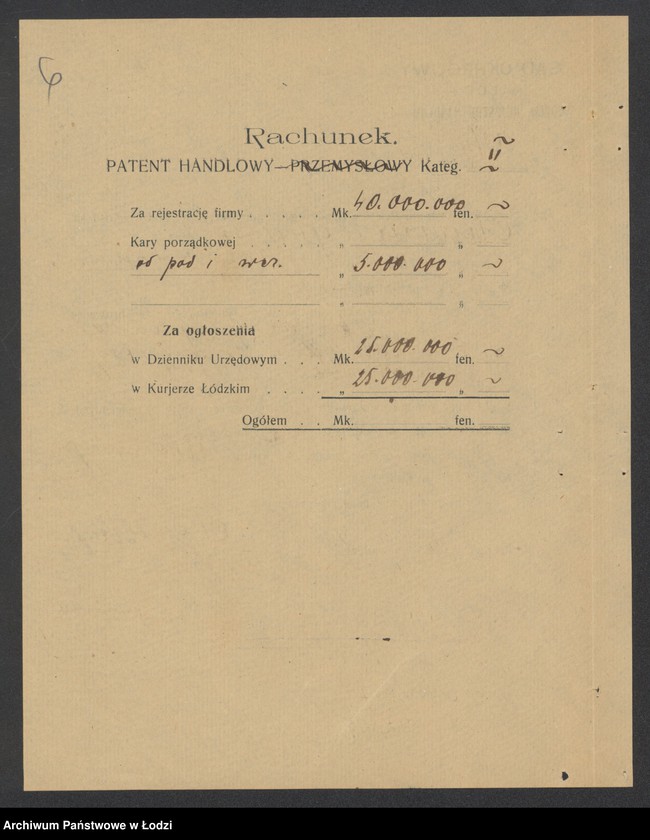 6
Rachunek.
PATENT HANDLOWY—PRZEMYSŁOWY Kateg. II
Za rejestrację firmy . . . . . Mk. 40.000.000 fen. ~
Kary porządkowej . . . . . „ „
od pod i „ 5.000.000 „ ~
„ „
Za ogłoszenia
w Dzienniku Urzędowym . . . Mk. 25.000.000 fen. ~
w Kurjerze Łódzkim . . . . „ 25.000.000 „ ~
Ogółem . . Mk. fen.
Archiwum Państwowe w Łodzi